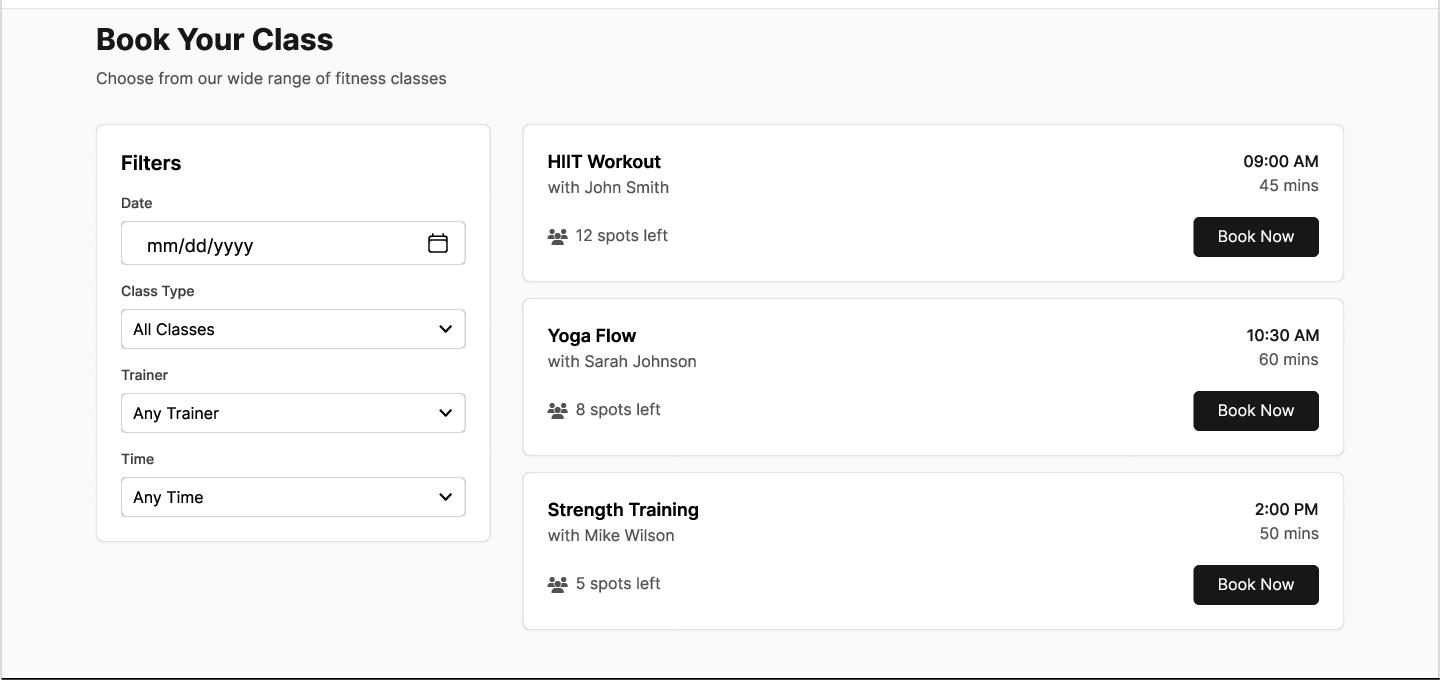 Book Your Class
Choose from our wide range of fitness classes
Filters
Date
mm/dd/yyyy
Class Type
All Classes
Trainer
Any Trainer
Time
Any Time
HIIT Workout
with John Smith
12 spots left
09:00 AM
45 mins
Book Now
Yoga Flow
with Sarah Johnson
8 spots left
10:30 AM
60 mins
Book Now
Strength Training
with Mike Wilson
5 spots left
2:00 PM
50 mins
Book Now